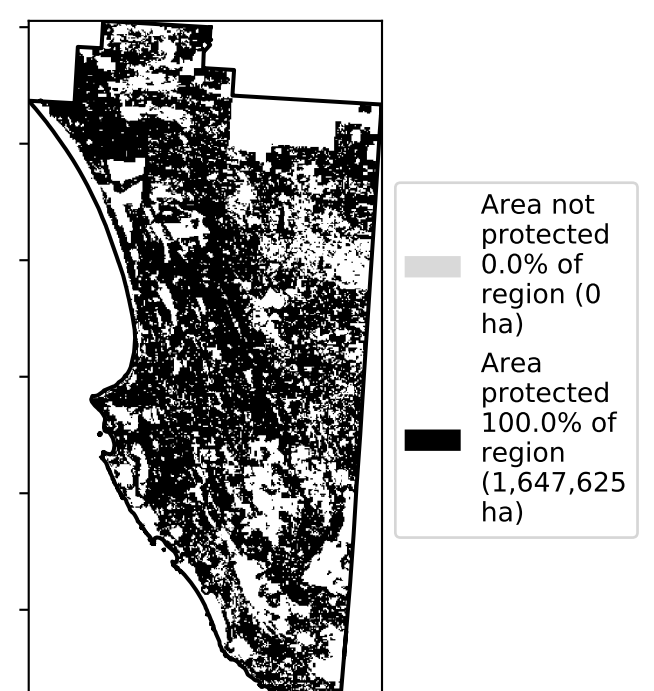 Area not
protected
0.0% of
region (0
ha)
Area
protected
100.0% of
region
(1,647,625
ha)